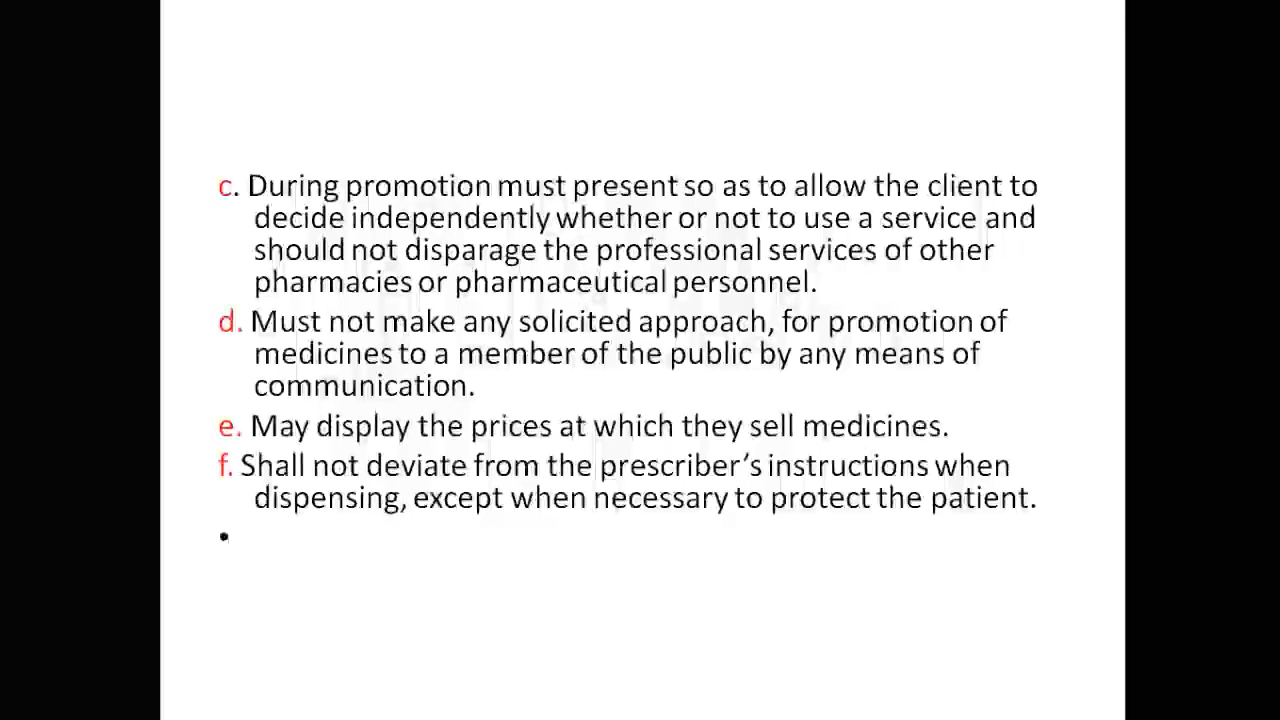 c. During promotion must present so as to allow the client to
decide independently whether or not to use a service and
should not disparage the professional services of other
pharmacies or pharmaceutical personnel.
d. Must not make any solicited approach, for promotion of
medicines to a member of the public by any means of
communication.
e. May display the prices at which they sell medicines.
f. Shall not deviate from the prescriber’s instructions when
dispensing, except when necessary to protect the patient.
•